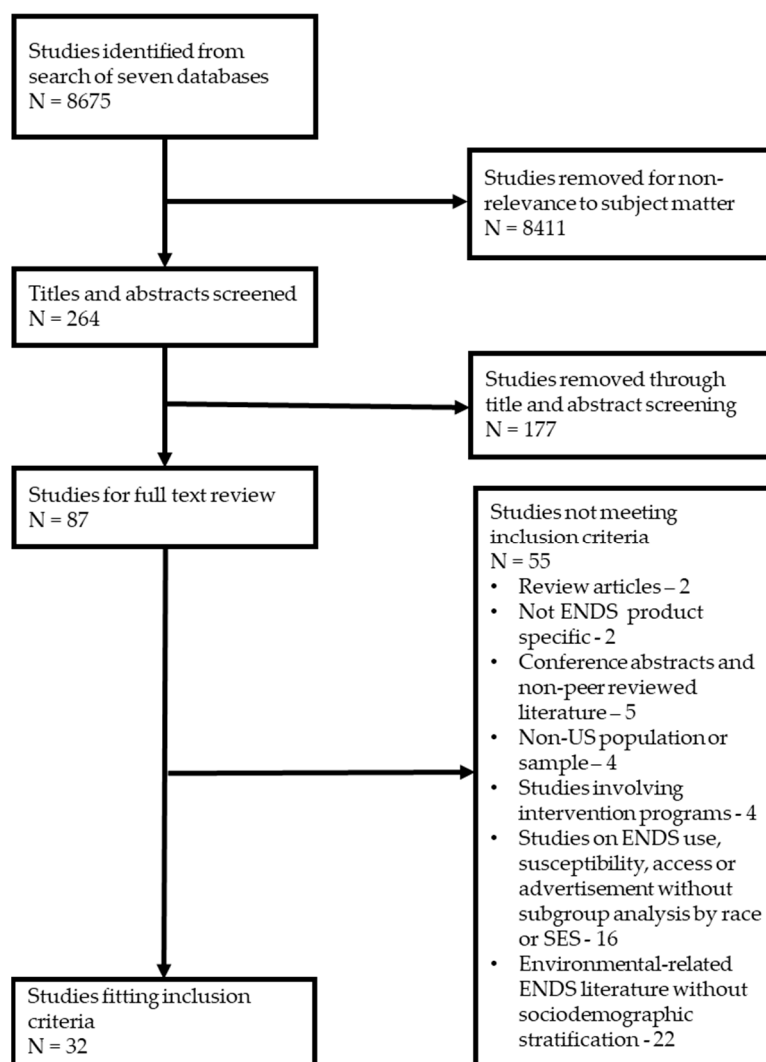 Studies identified from
search of seven databases
N = 8675
Studies removed for non-
relevance to subject matter
N = 8411
Titles and abstracts screened
N = 264
Studies removed through
title and abstract screening
N = 177
Studies for full text review
N = 87
Studies not meeting
inclusion criteria
N = 55
• Review articles – 2
• Not ENDS product
specific - 2
• Conference abstracts and
non-peer reviewed
literature – 5
• Non-US population or
sample – 4
• Studies involving
intervention programs - 4
• Studies on ENDS use,
susceptibility, access or
advertisement without
subgroup analysis by race
or SES - 16
• Environmental-related
ENDS literature without
sociodemographic
stratification - 22
Studies fitting inclusion
criteria
N = 32